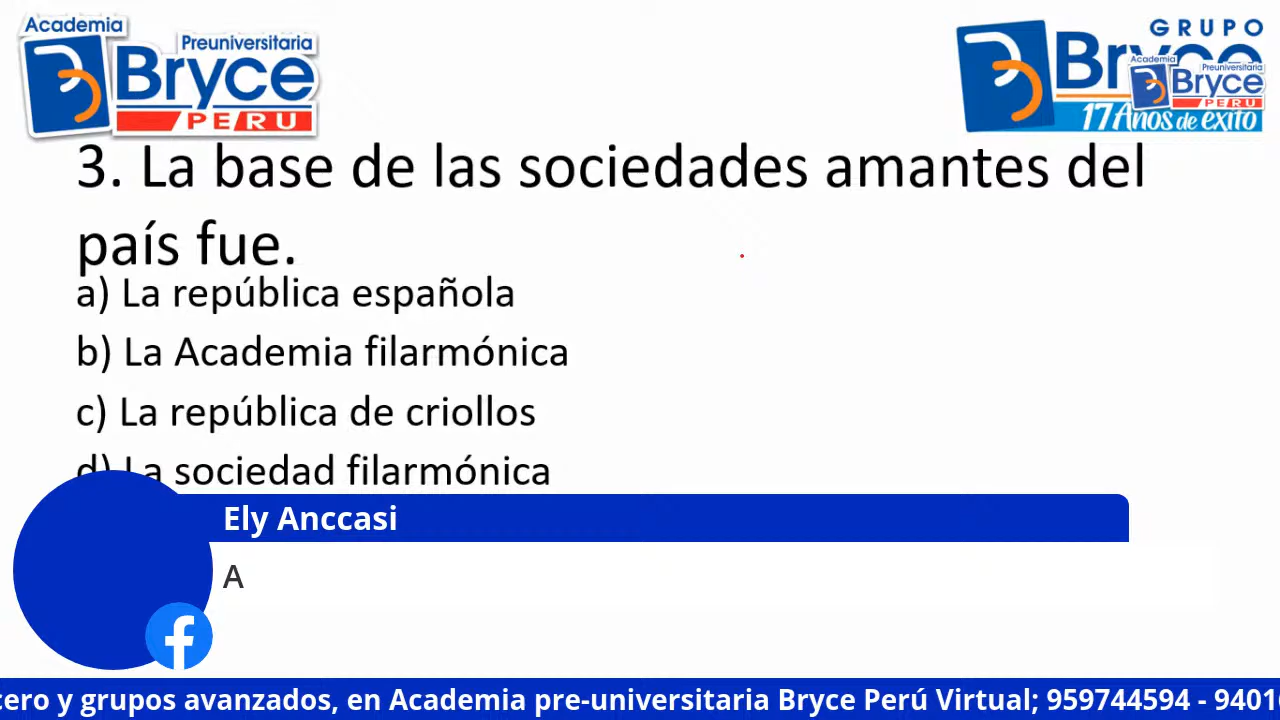 Academia
Preuniversitaria
Bryce
PERU
GRUPO
Academia
Preuniversitaria
Bryce
PERU
17 Años de éxito
3. La base de las sociedades amantes del
país fue.
a) La república española
b) La Academia filarmónica
c) La república de criollos
d) La sociedad filarmónica
Ely Anccasi
A
cero y grupos avanzados, en Academia pre-universitaria Bryce Perú Virtual; 959744594 - 9401